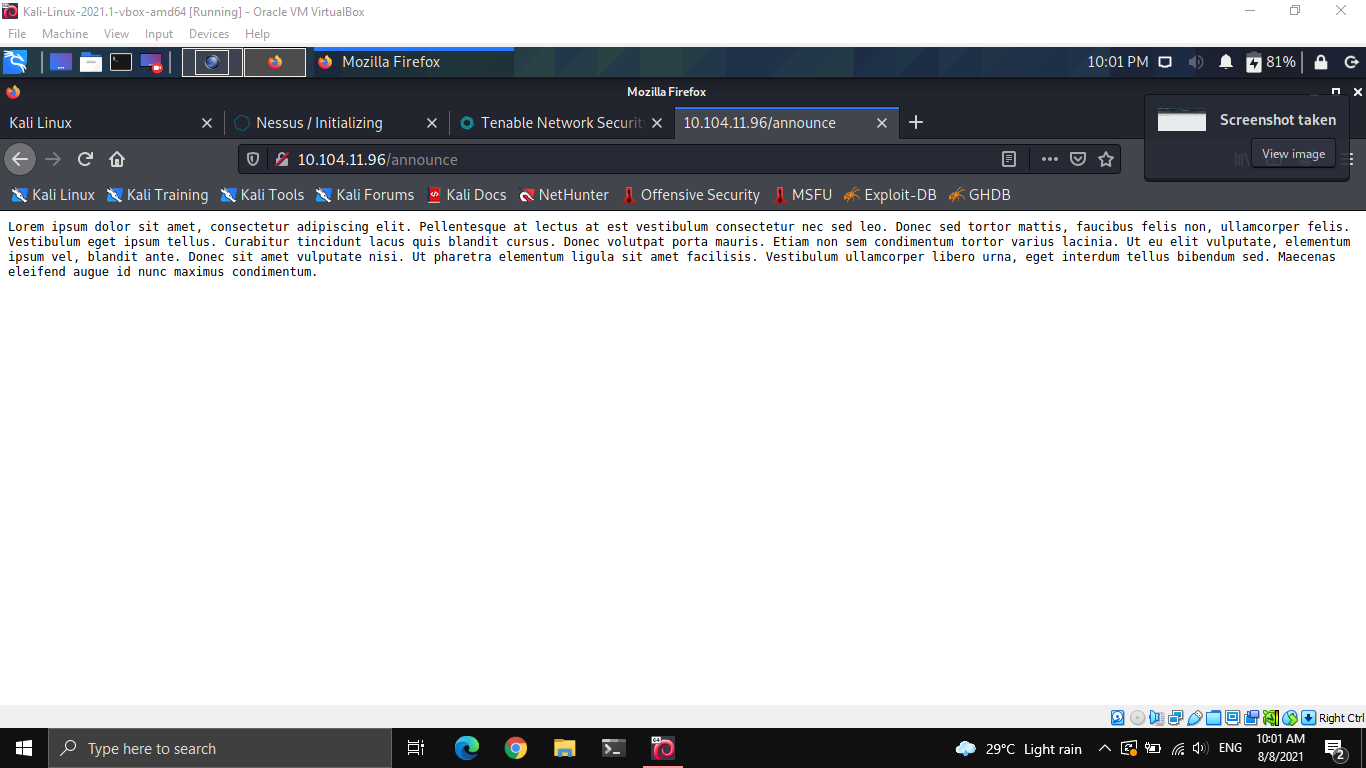 Kali-Linux-2021.1-vbox-amd64 [Running] - Oracle VM VirtualBox
File Machine View Input Devices Help
Mozilla Firefox 10:01 PM 81%
Mozilla Firefox
Kali Linux Nessus / Initializing Tenable Network Securit 10.104.11.96/announce
Screenshot taken
View image
10.104.11.96/announce
Kali Linux Kali Training Kali Tools Kali Forums Kali Docs NetHunter Offensive Security MSFU Exploit-DB GHDB
Lorem ipsum dolor sit amet, consectetur adipiscing elit. Pellentesque at lectus at est vestibulum consectetur nec sed leo. Donec sed tortor mattis, faucibus felis non, ullamcorper felis.
Vestibulum eget ipsum tellus. Curabitur tincidunt lacus quis blandit cursus. Donec volutpat porta mauris. Etiam non sem condimentum tortor varius lacinia. Ut eu elit vulputate, elementum
ipsum vel, blandit ante. Donec sit amet vulputate nisi. Ut pharetra elementum ligula sit amet facilisis. Vestibulum ullamcorper libero urna, eget interdum tellus bibendum sed. Maecenas
eleifend augue id nunc maximus condimentum.
Right Ctrl
Type here to search
29°C Light rain
ENG
10:01 AM
8/8/2021
2